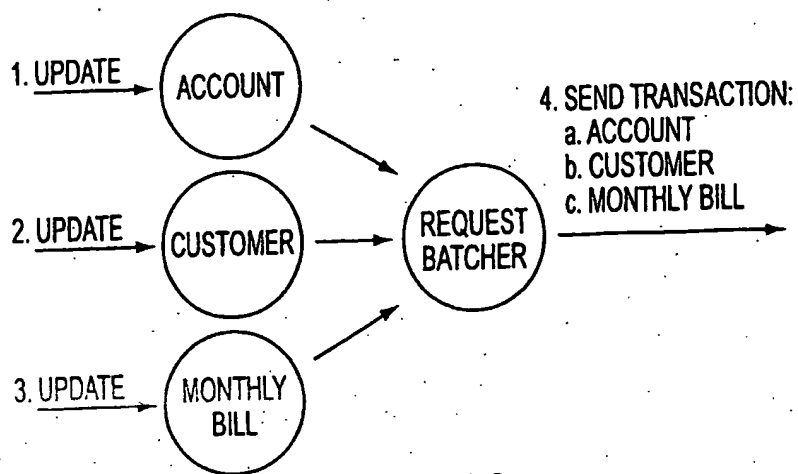 1. UPDATE
ACCOUNT
2. UPDATE
CUSTOMER
3. UPDATE
MONTHLY
BILL
REQUEST
BATCHER
4. SEND TRANSACTION:
a. ACCOUNT
b. CUSTOMER
c. MONTHLY BILL